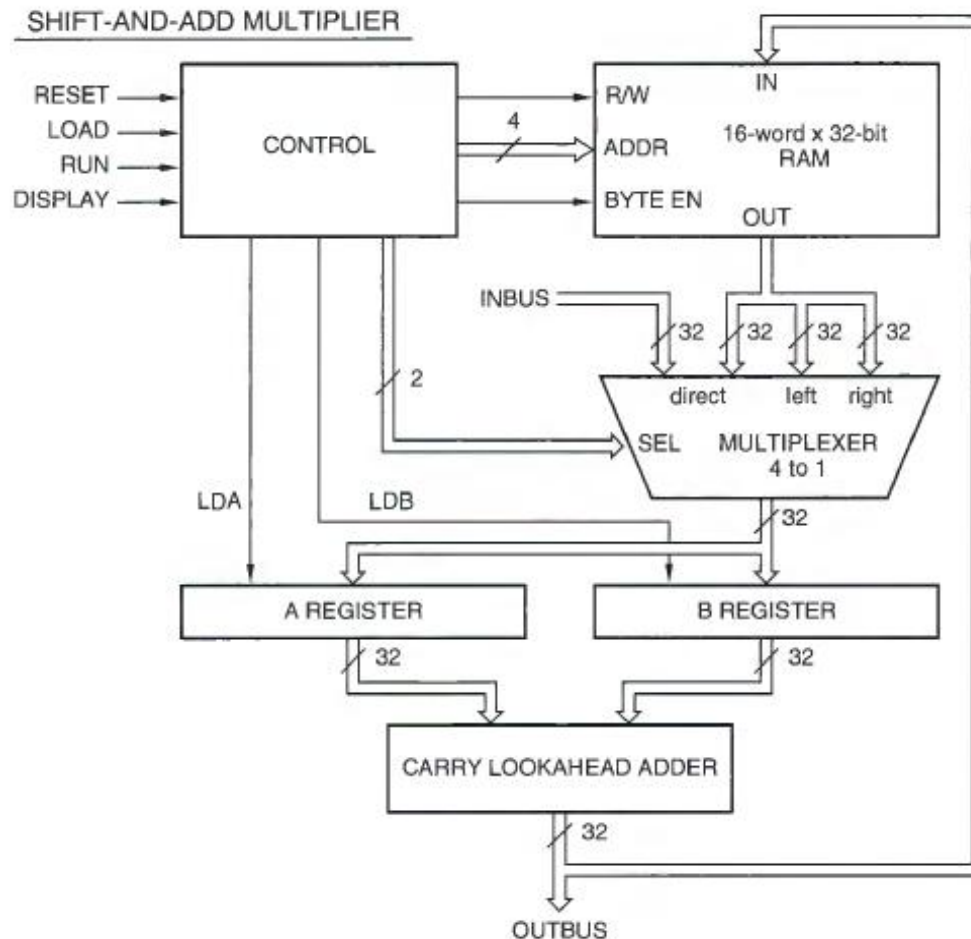 SHIFT-AND-ADD MULTIPLIER
RESET
LOAD
RUN
DISPLAY
CONTROL
4
R/W
ADDR
BYTE EN
IN
16-word x 32-bit
RAM
OUT
INBUS
32
32
32
32
2
direct
left
right
SEL
MULTIPLEXER
4 to 1
LDA
LDB
32
A REGISTER
B REGISTER
32
32
CARRY LOOKAHEAD ADDER
32
OUTBUS